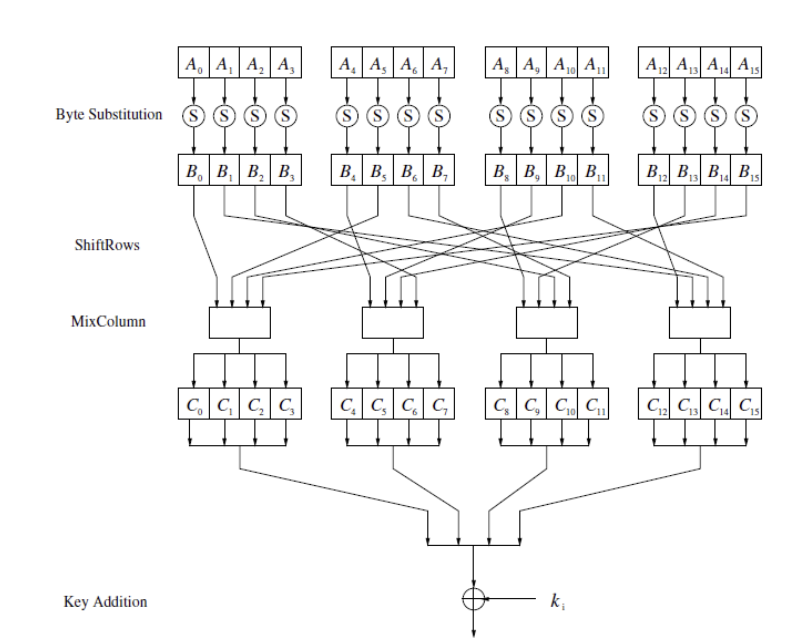 A₀ A₁ A₂ A₃ A₄ A₅ A₆ A₇ A₈ A₉ A₁₀ A₁₁ A₁₂ A₁₃ A₁₄ A₁₅
Byte Substitution S S S S S S S S S S S S S S S S
B₀ B₁ B₂ B₃ B₄ B₅ B₆ B₇ B₈ B₉ B₁₀ B₁₁ B₁₂ B₁₃ B₁₄ B₁₅
ShiftRows
MixColumn
C₀ C₁ C₂ C₃ C₄ C₅ C₆ C₇ C₈ C₉ C₁₀ C₁₁ C₁₂ C₁₃ C₁₄ C₁₅
Key Addition kᵢ